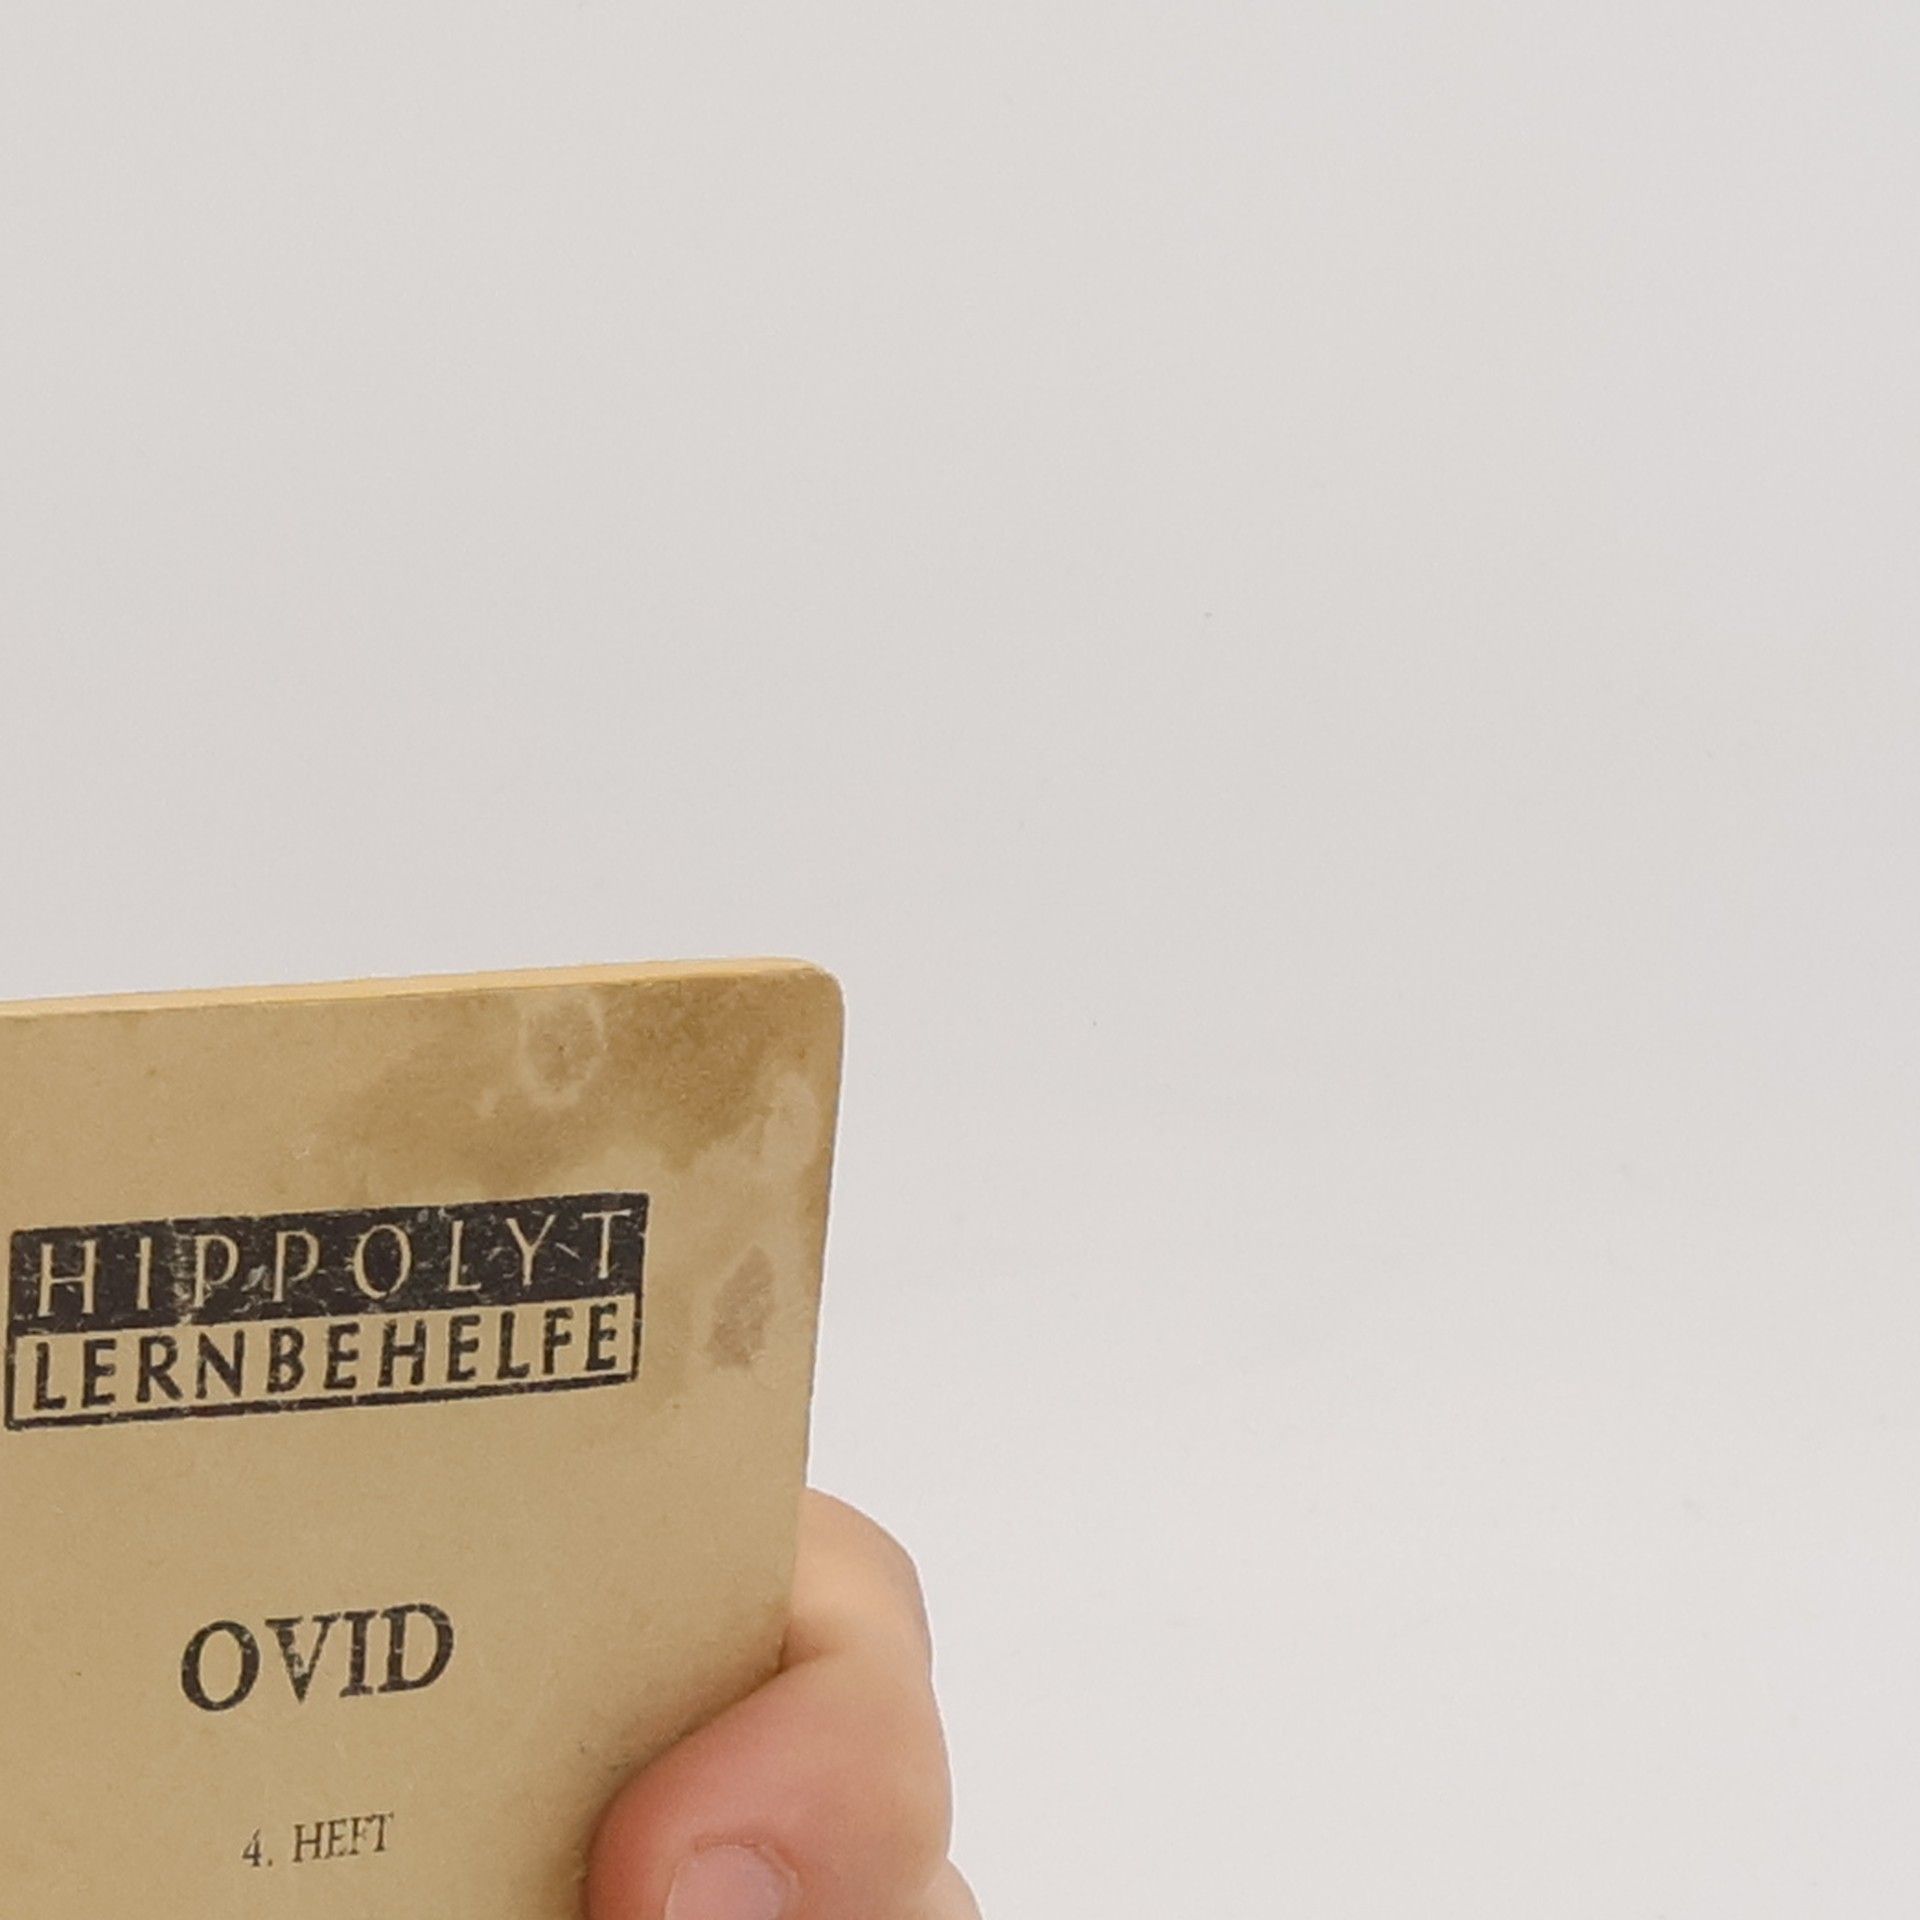 HIPPOLYT
LERNBEHELFE
OVID
4. HEFT